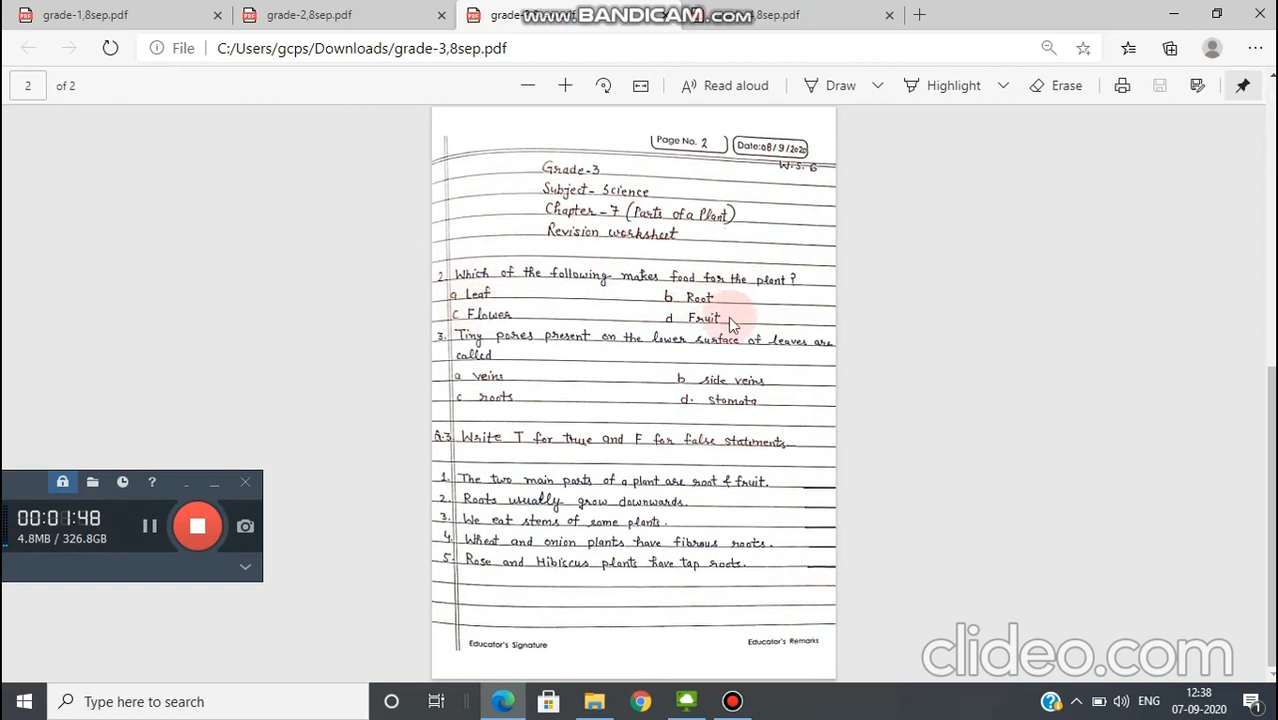 grade-1,8sep.pdf
grade-2,8sep.pdf
grade-
www.BANDICAM.com
8sep.pdf
File C:/Users/gcps/Downloads/grade-3,8sep.pdf
2 of 2
Read aloud
Draw
Highlight
Erase
Page No. 2
Date: 08/9/2020
W.S. 6
Grade-3
Subject- Science
Chapter -7 (Parts of a Plant)
Revision worksheet
2. Which of the following makes food for the plant?
a Leaf b Root
c Flower d Fruit
3. Tiny pores present on the lower surface of leaves are
called
a veins b side veins
c roots d. stomata
Q.3. Write T for true and F for false statements
1. The two main parts of a plant are root & fruit.
2. Roots usually grow downwards.
3. We eat stems of some plants.
4. Wheat and onion plants have fibrous roots.
5. Rose and Hibiscus plants have tap roots.
Educator's Signature Educator's Remarks
00:01:48
4.8MB / 326.8GB
clideo.com
Type here to search
ENG
12:38
07-09-2020